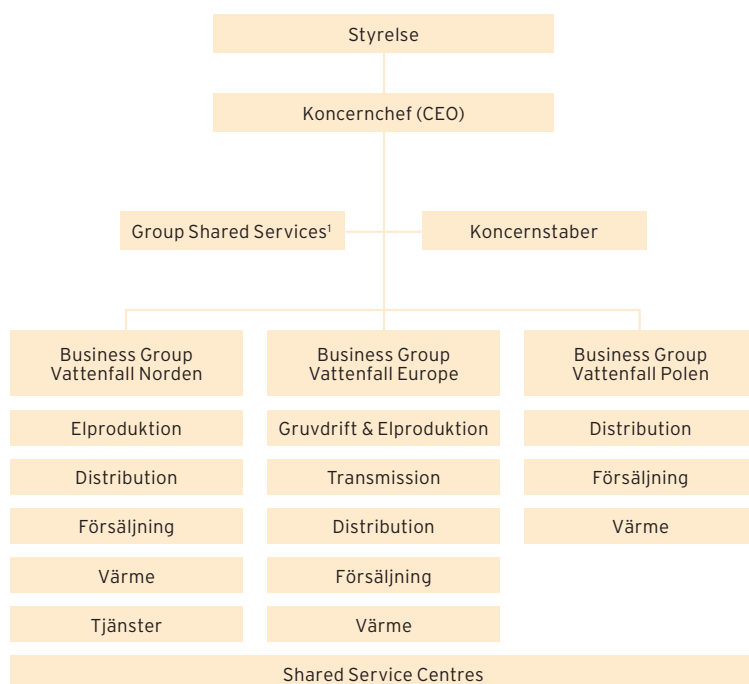 Styrelse
Koncernchef (CEO)
Group Shared Services¹
Koncernstaber
Business Group
Vattenfall Norden
Business Group
Vattenfall Europe
Business Group
Vattenfall Polen
Elproduktion
Gruvdrift & Elproduktion
Distribution
Distribution
Transmission
Försäljning
Försäljning
Distribution
Värme
Värme
Försäljning
Tjänster
Värme
Shared Service Centres